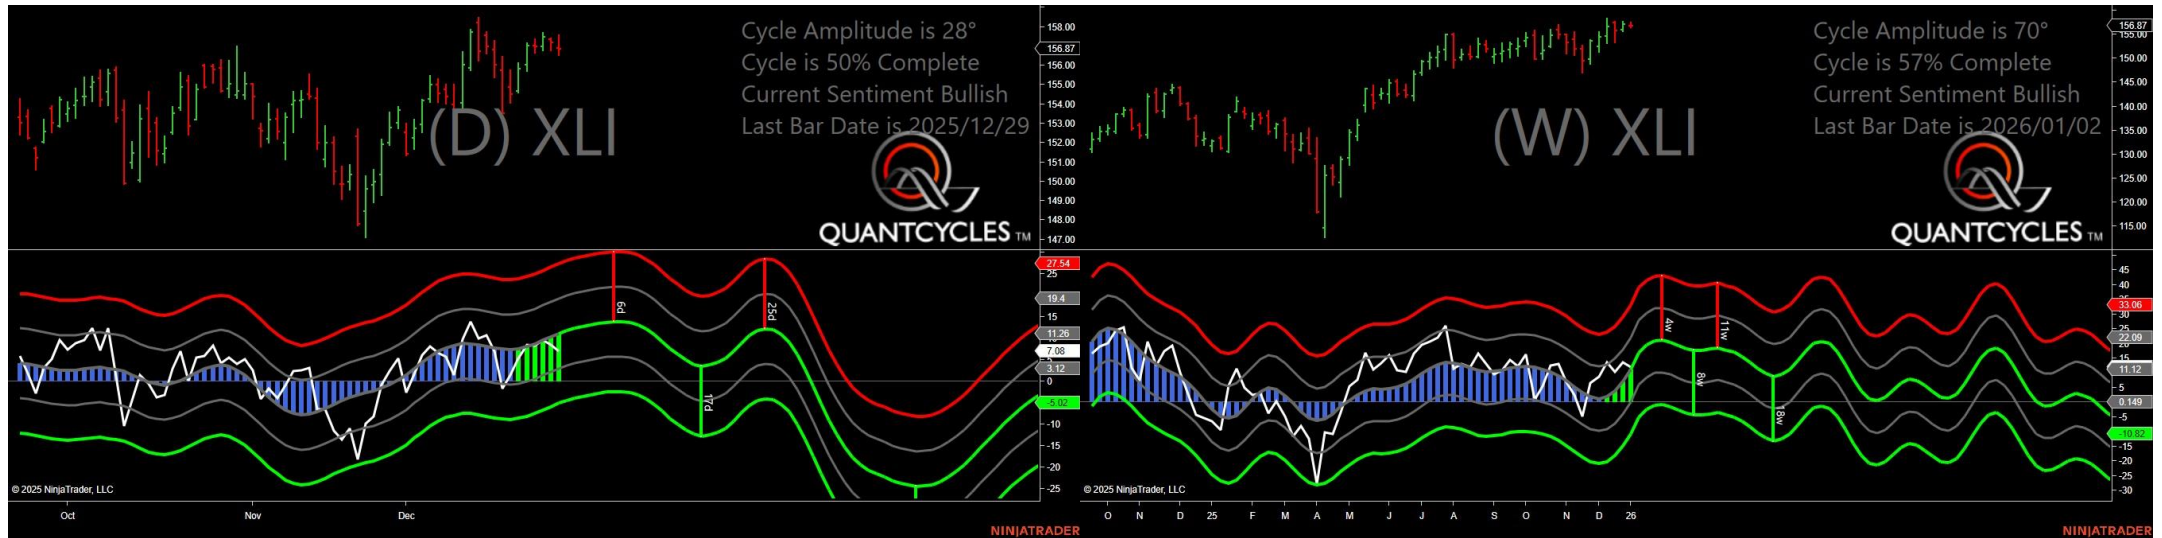 Cycle Amplitude is 28°
Cycle is 50% Complete
Current Sentiment Bullish
Last Bar Date is 2025/12/29
(D) XLI
QUANTCYCLES TM
158.00
156.87
156.00
155.00
154.00
153.00
152.00
151.00
150.00
149.00
148.00
147.00
27.54
25
19.4
15
11.26
7.08
3.12
0
-5.02
-10
-15
-20
-25
6d
25d
17d
© 2025 NinjaTrader, LLC
Oct
Nov
Dec
NINJATRADER
Cycle Amplitude is 70°
Cycle is 57% Complete
Current Sentiment Bullish
Last Bar Date is 2026/01/02
(W) XLI
QUANTCYCLES TM
156.87
155.00
150.00
145.00
140.00
135.00
130.00
125.00
120.00
115.00
45
40
33.06
30
22.09
15
11.12
5
0.149
-5
-10.82
-15
-20
-25
-30
4w
11w
8w
18w
© 2025 NinjaTrader, LLC
O N D 25 F M A M J J A S O N D 26
NINJATRADER